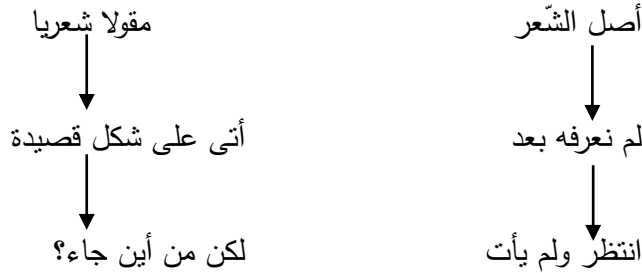 أصل الشّعر
مقولا شعريا
لم نعرفه بعد
أتى على شكل قصيدة
انتظر ولم يأت
لكن من أين جاء؟